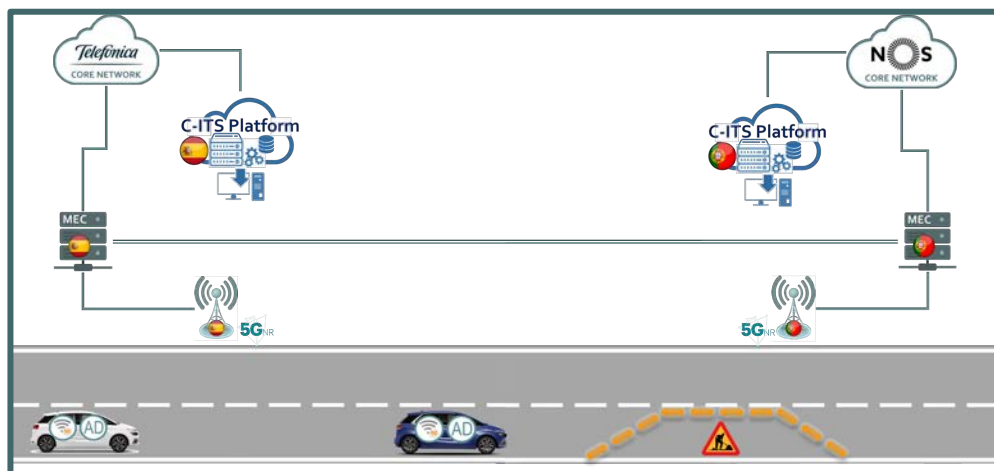 Telefónica
CORE NETWORK
NOS
CORE NETWORK
C-ITS Platform
C-ITS Platform
MEC
MEC
5G NR
5G NR
AD
AD